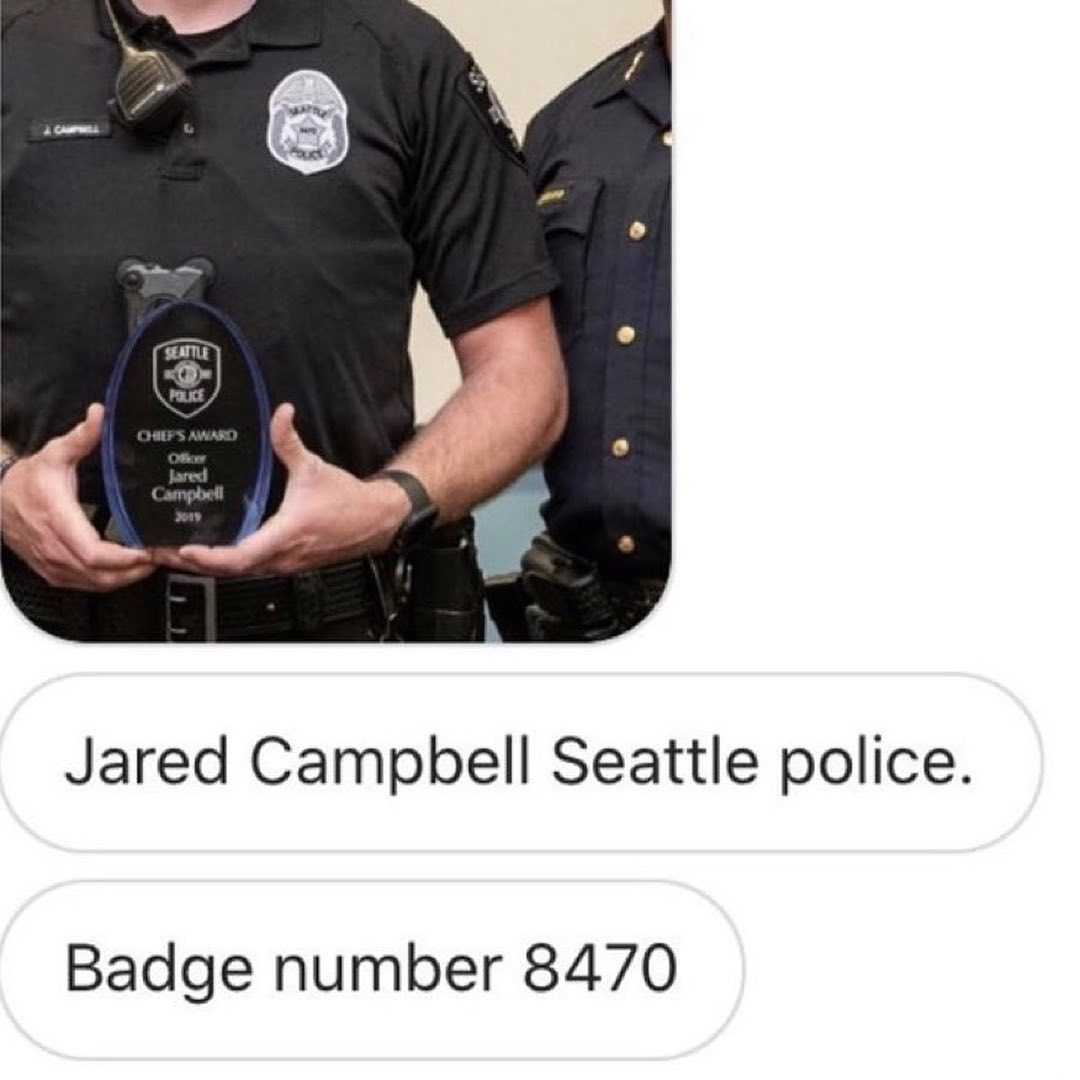 J. CAMPBELL
SEATTLE
POLICE
SEATTLE
POLICE
CHIEF'S AWARD
Officer
Jared
Campbell
2019
Jared Campbell Seattle police.
Badge number 8470